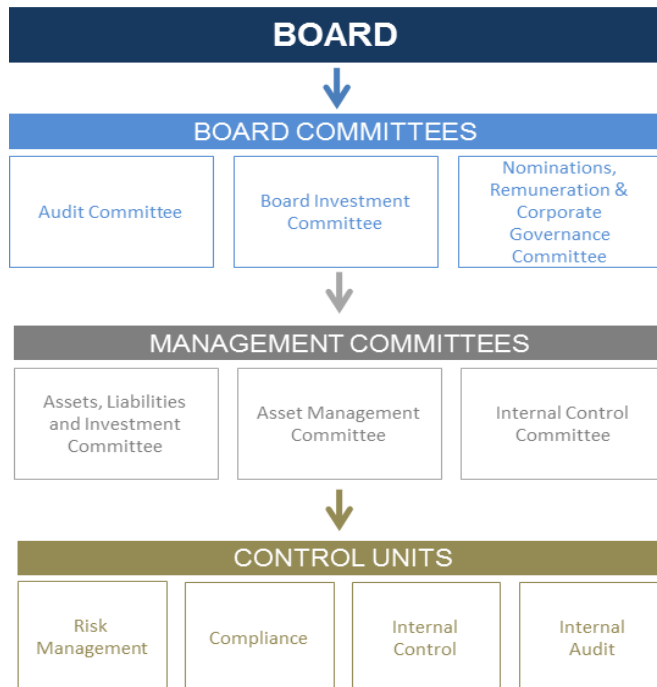 BOARD
BOARD COMMITTEES
Audit Committee
Board Investment
Committee
Nominations,
Remuneration &
Corporate
Governance
Committee
MANAGEMENT COMMITTEES
Assets, Liabilities
and Investment
Committee
Asset Management
Committee
Internal Control
Committee
CONTROL UNITS
Risk
Management
Compliance
Internal
Control
Internal
Audit